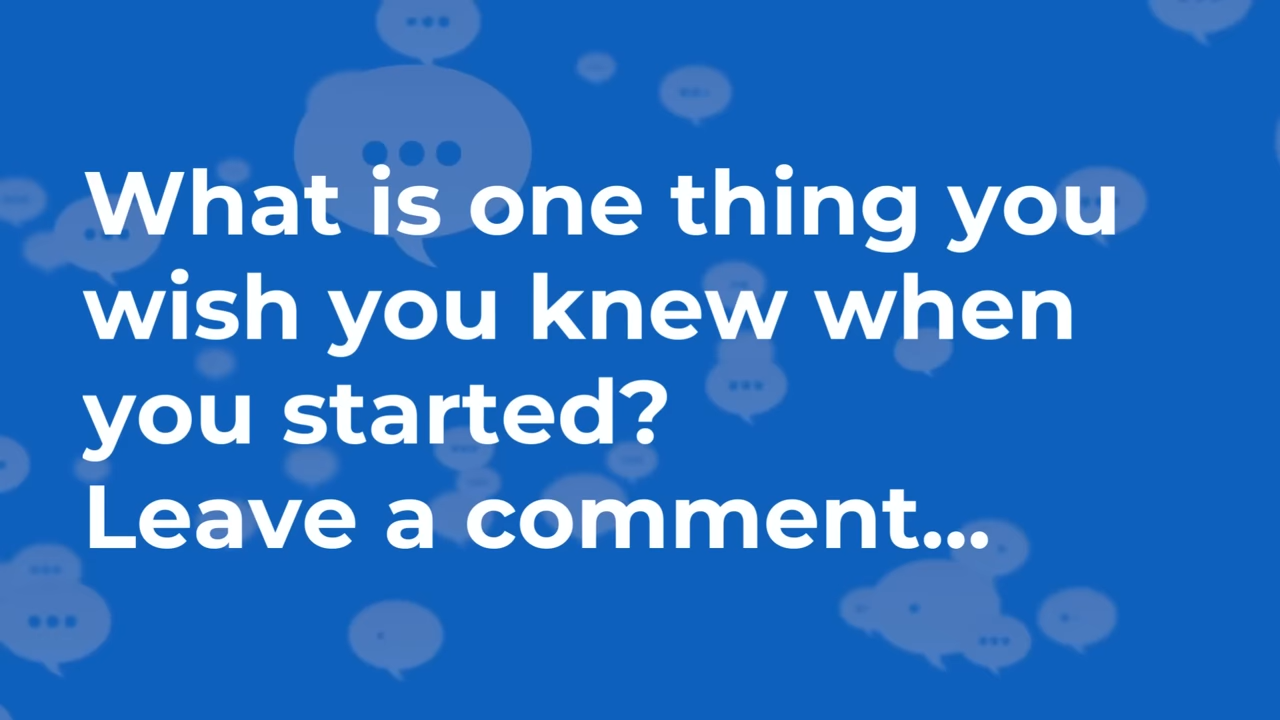 What is one thing you
wish you knew when
you started?
Leave a comment...